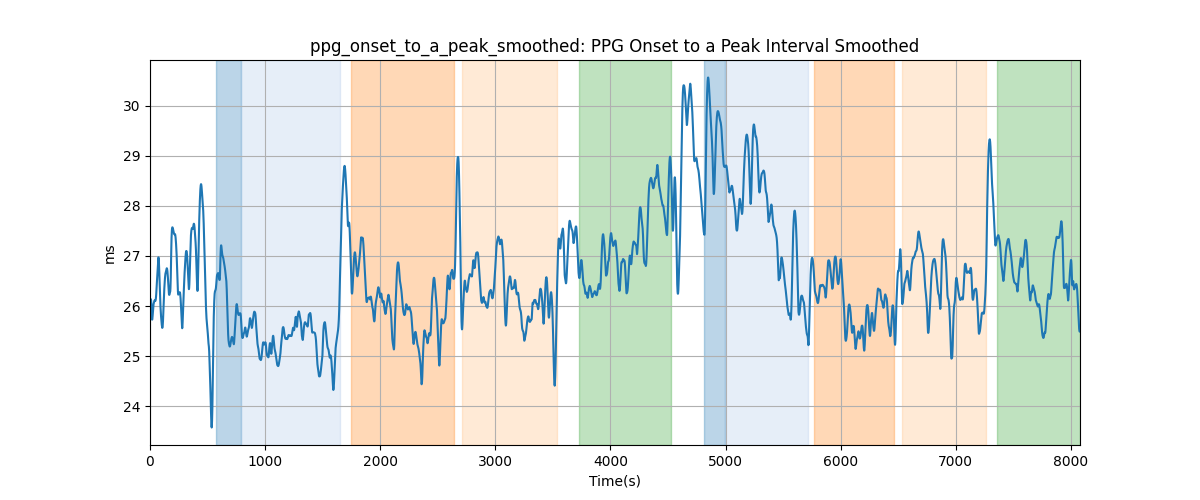 ppg_onset_to_a_peak_smoothed: PPG Onset to a Peak Interval Smoothed
30
29
28
27
26
25
24
ms
0 1000 2000 3000 4000 5000 6000 7000 8000
Time(s)